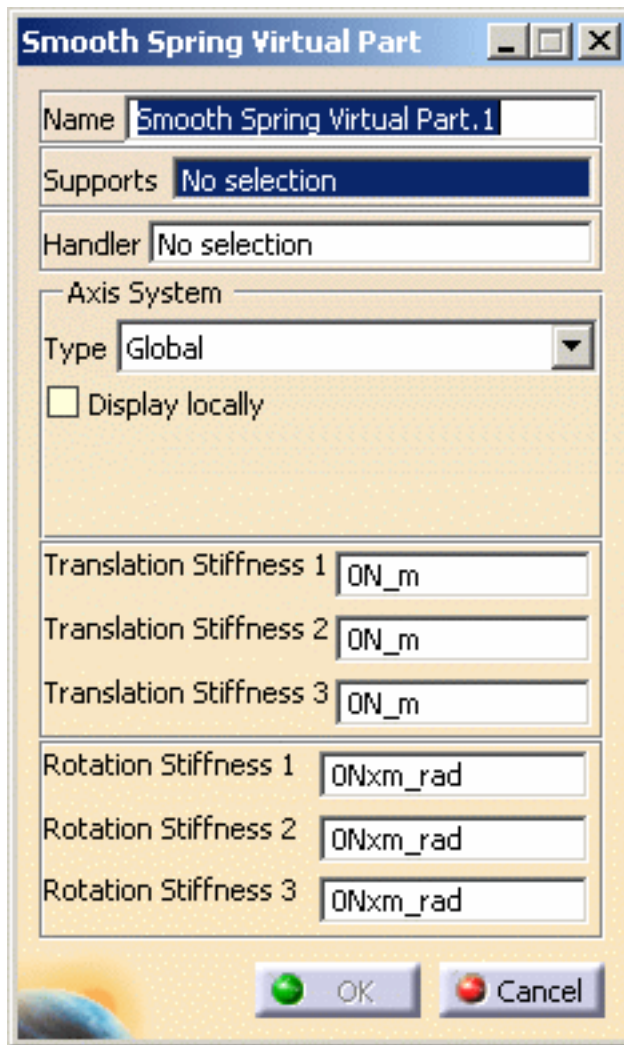 Smooth Spring Virtual Part
Name Smooth Spring Virtual Part.1
Supports No selection
Handler No selection
Axis System
Type Global
Display locally
Translation Stiffness 1 0N_m
Translation Stiffness 2 0N_m
Translation Stiffness 3 0N_m
Rotation Stiffness 1 0Nxm_rad
Rotation Stiffness 2 0Nxm_rad
Rotation Stiffness 3 0Nxm_rad
OK Cancel